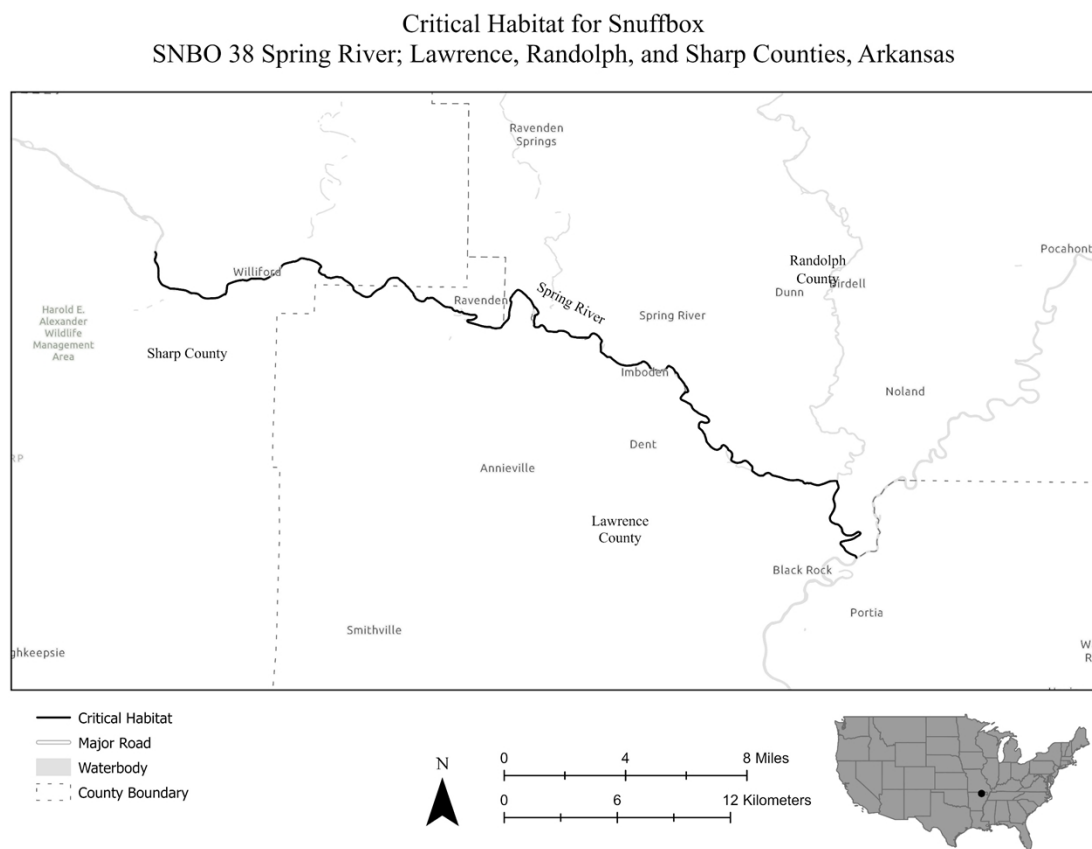 Critical Habitat for Snuffbox
SNBO 38 Spring River; Lawrence, Randolph, and Sharp Counties, Arkansas
Ravenden
Springs
Pocahont
Randolph
County
Williford
Birdell
Dunn
Ravenden
Spring River
Harold E.
Alexander
Wildlife
Management
Area
Spring River
Sharp County
Imboden
Noland
Dent
RP
Annieville
Lawrence
County
Black Rock
Portia
Smithville
ghkeepsie
W
R
Critical Habitat
Major Road
Waterbody
County Boundary
N
0 4 8 Miles
0 6 12 Kilometers